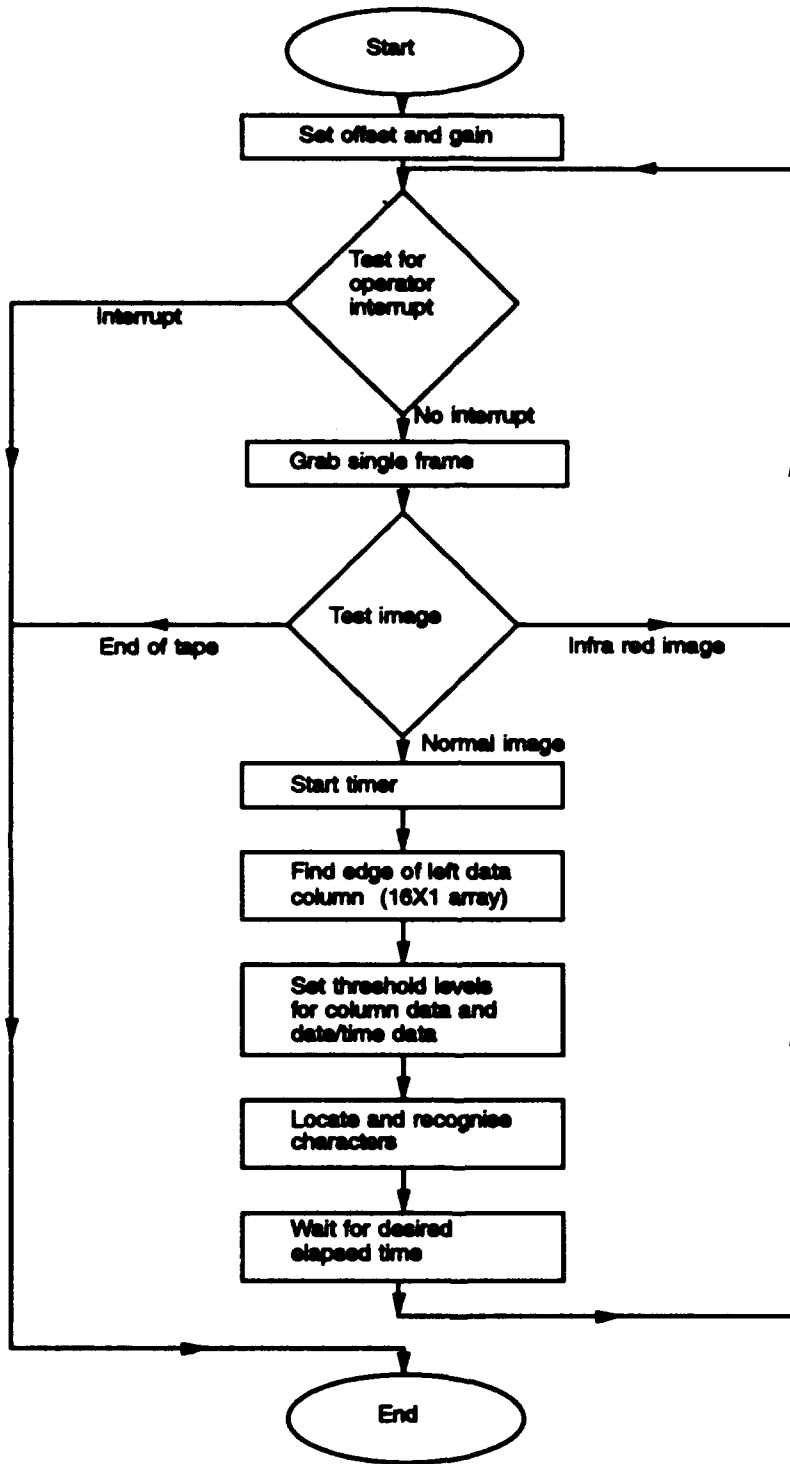 Start
Set offset and gain
Test for
operator
interrupt
Interrupt
No interrupt
Grab single frame
Test image
End of tape
Infra red image
Normal image
Start timer
Find edge of left data
column (16X1 array)
Set threshold levels
for column data and
data/time data
Locate and recognise
characters
Wait for desired
elapsed time
End